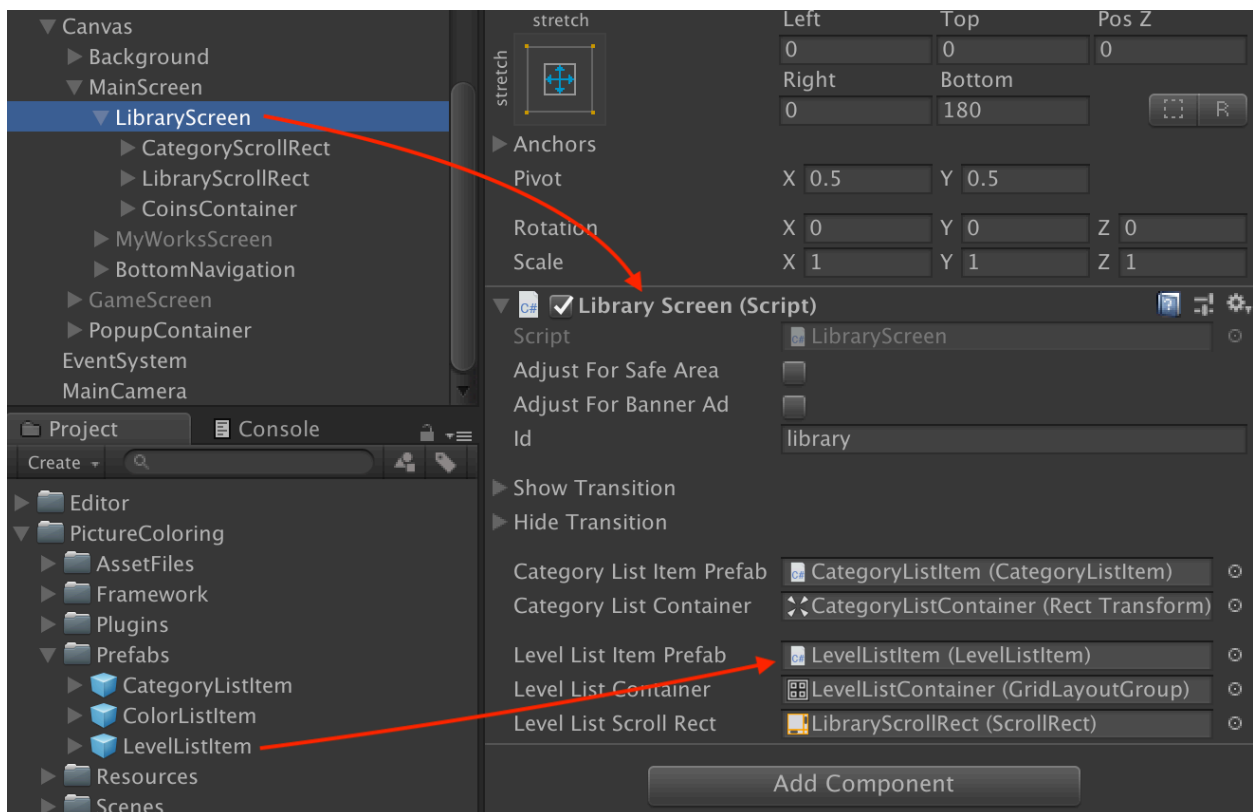 Canvas
Background
MainScreen
LibraryScreen
CategoryScrollRect
LibraryScrollRect
CoinsContainer
MyWorksScreen
BottomNavigation
GameScreen
PopupContainer
EventSystem
MainCamera
Project Console
Create
Editor
PictureColoring
AssetFiles
Framework
Plugins
Prefabs
CategoryListItem
ColorListItem
LevelListItem
Resources
Scenes
stretch Left Top Pos Z
stretch
0 0 0
Right Bottom
0 180 R
Anchors
Pivot X 0.5 Y 0.5
Rotation X 0 Y 0 Z 0
Scale X 1 Y 1 Z 1
C# Library Screen (Script) ?
Script C# LibraryScreen
Adjust For Safe Area
Adjust For Banner Ad
Id library
Show Transition
Hide Transition
Category List Item Prefab C# CategoryListItem (CategoryListItem)
Category List Container CategoryListContainer (Rect Transform)
Level List Item Prefab C# LevelListItem (LevelListItem)
Level List Container LevelListContainer (GridLayoutGroup)
Level List Scroll Rect LibraryScrollRect (ScrollRect)
Add Component